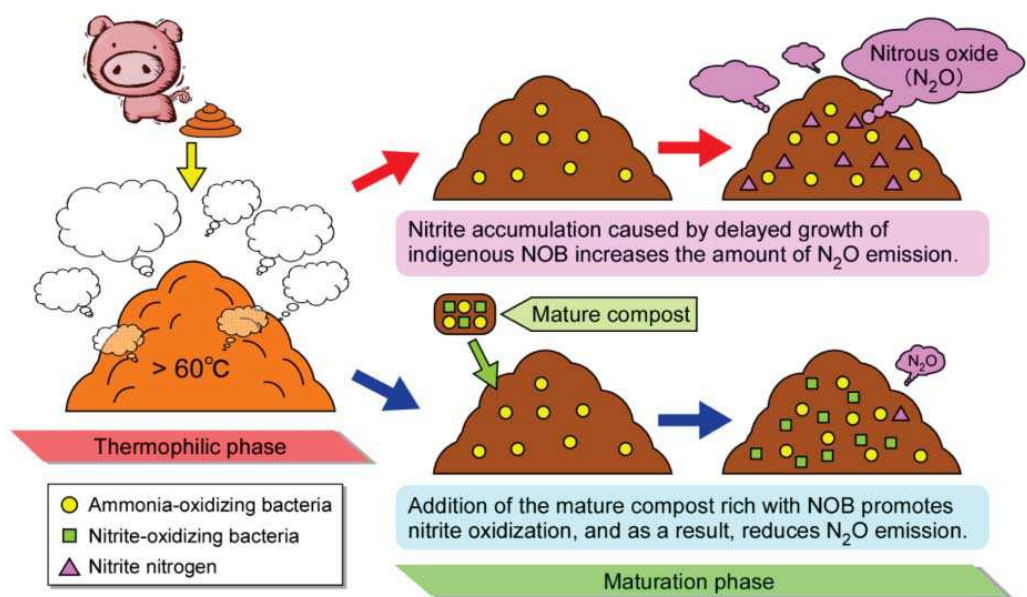 Nitrous oxide
(N₂O)
Nitrite accumulation caused by delayed growth of
indigenous NOB increases the amount of N₂O emission.
Mature compost
> 60℃
N₂O
Thermophilic phase
Ammonia-oxidizing bacteria
Nitrite-oxidizing bacteria
Nitrite nitrogen
Addition of the mature compost rich with NOB promotes
nitrite oxidization, and as a result, reduces N₂O emission.
Maturation phase